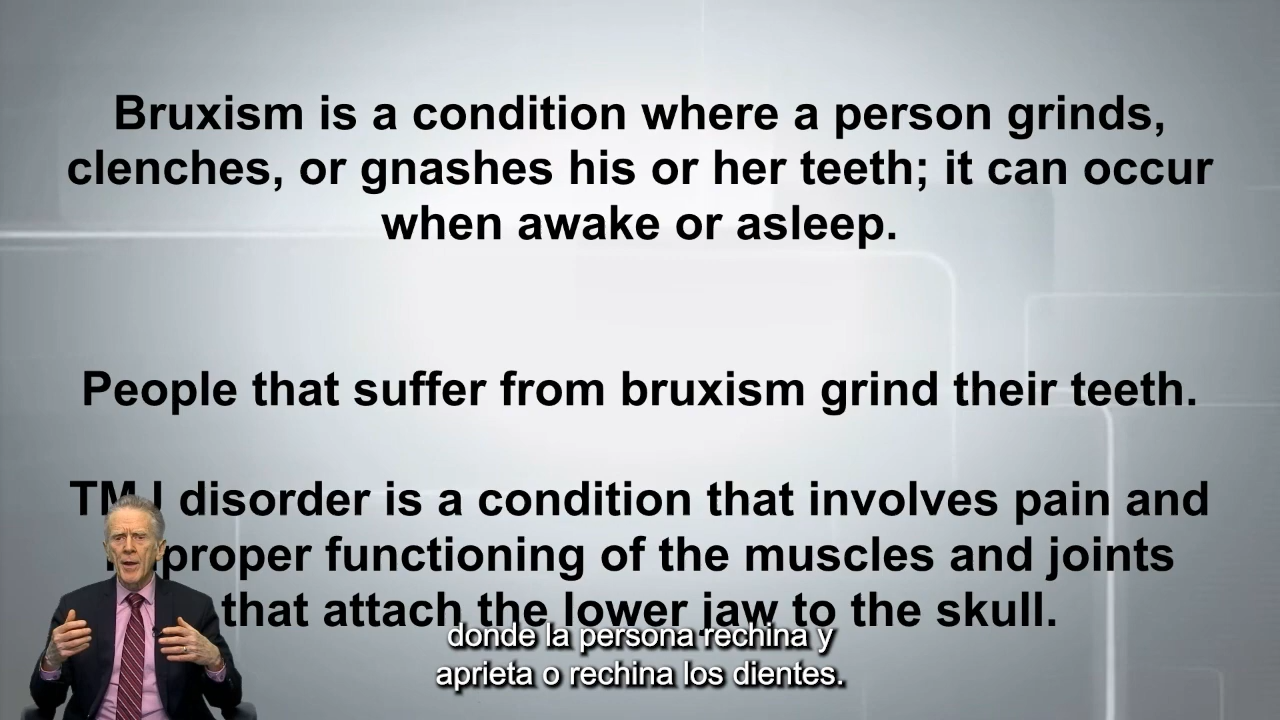 Bruxism is a condition where a person grinds,
clenches, or gnashes his or her teeth; it can occur
when awake or asleep.
People that suffer from bruxism grind their teeth.
TMJ disorder is a condition that involves pain and
improper functioning of the muscles and joints
that attach the lower jaw to the skull.
donde la persona rechina y
aprieta o rechina los dientes.